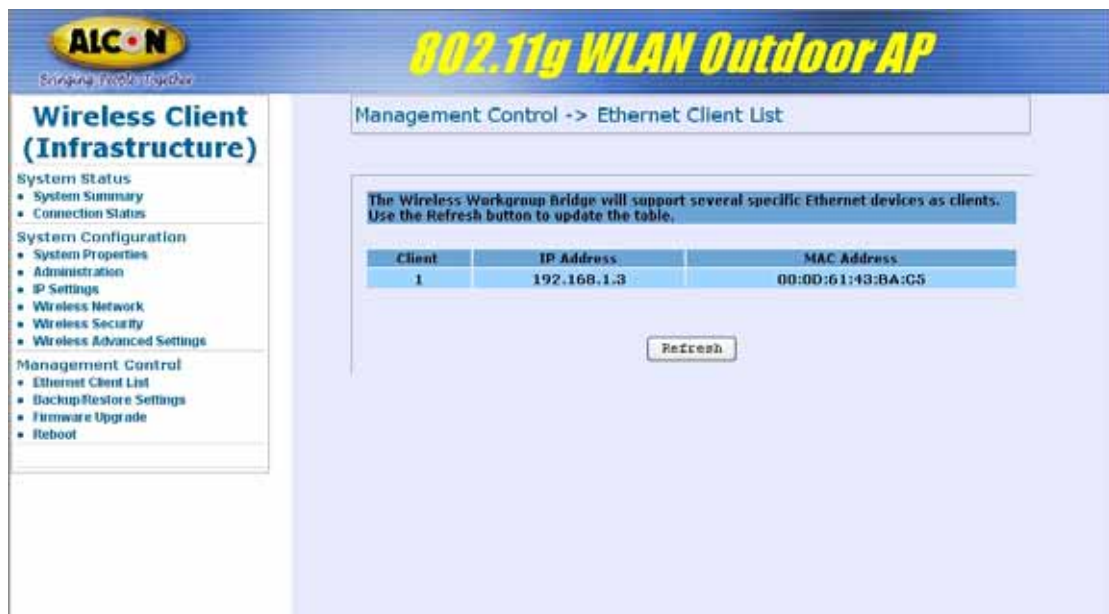 ALCON
Bringing People Together
802.11g WLAN Outdoor AP
Wireless Client
(Infrastructure)
System Status
System Summary
Connection Status
System Configuration
System Properties
Administration
IP Settings
Wireless Network
Wireless Security
Wireless Advanced Settings
Management Control
Ethernet Client List
Backup/Restore Settings
Firmware Upgrade
Reboot
Management Control -> Ethernet Client List
The Wireless Workgroup Bridge will support several specific Ethernet devices as clients.
Use the Refresh button to update the table.
Client IP Address MAC Address
1 192.168.1.3 00:0D:61:43:BA:C5
Refresh